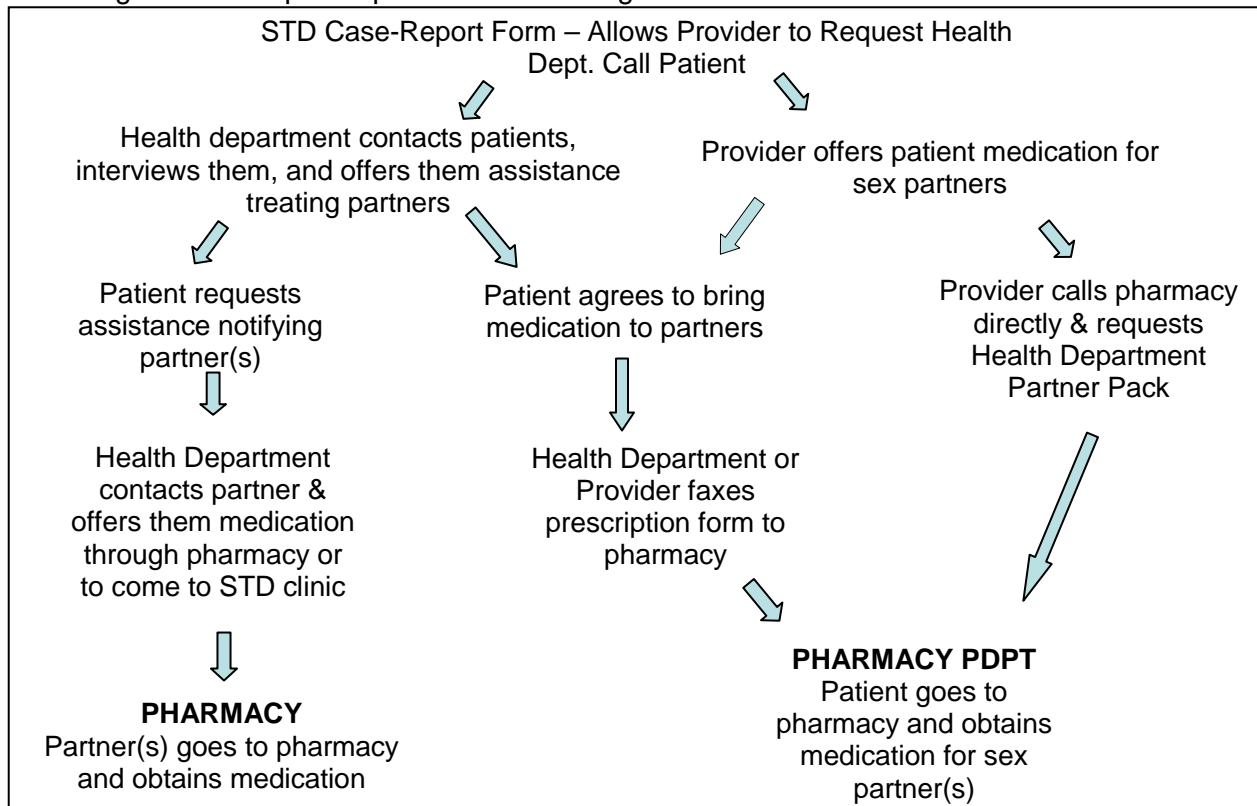 STD Case-Report Form – Allows Provider to Request Health
Dept. Call Patient
Health department contacts patients,
interviews them, and offers them assistance
treating partners
Provider offers patient medication for
sex partners
Patient requests
assistance notifying
partner(s)
Patient agrees to bring
medication to partners
Provider calls pharmacy
directly & requests
Health Department
Partner Pack
Health Department
contacts partner &
offers them medication
through pharmacy or
to come to STD clinic
Health Department or
Provider faxes
prescription form to
pharmacy
PHARMACY
Partner(s) goes to pharmacy
and obtains medication
PHARMACY PDPT
Patient goes to
pharmacy and obtains
medication for sex
partner(s)